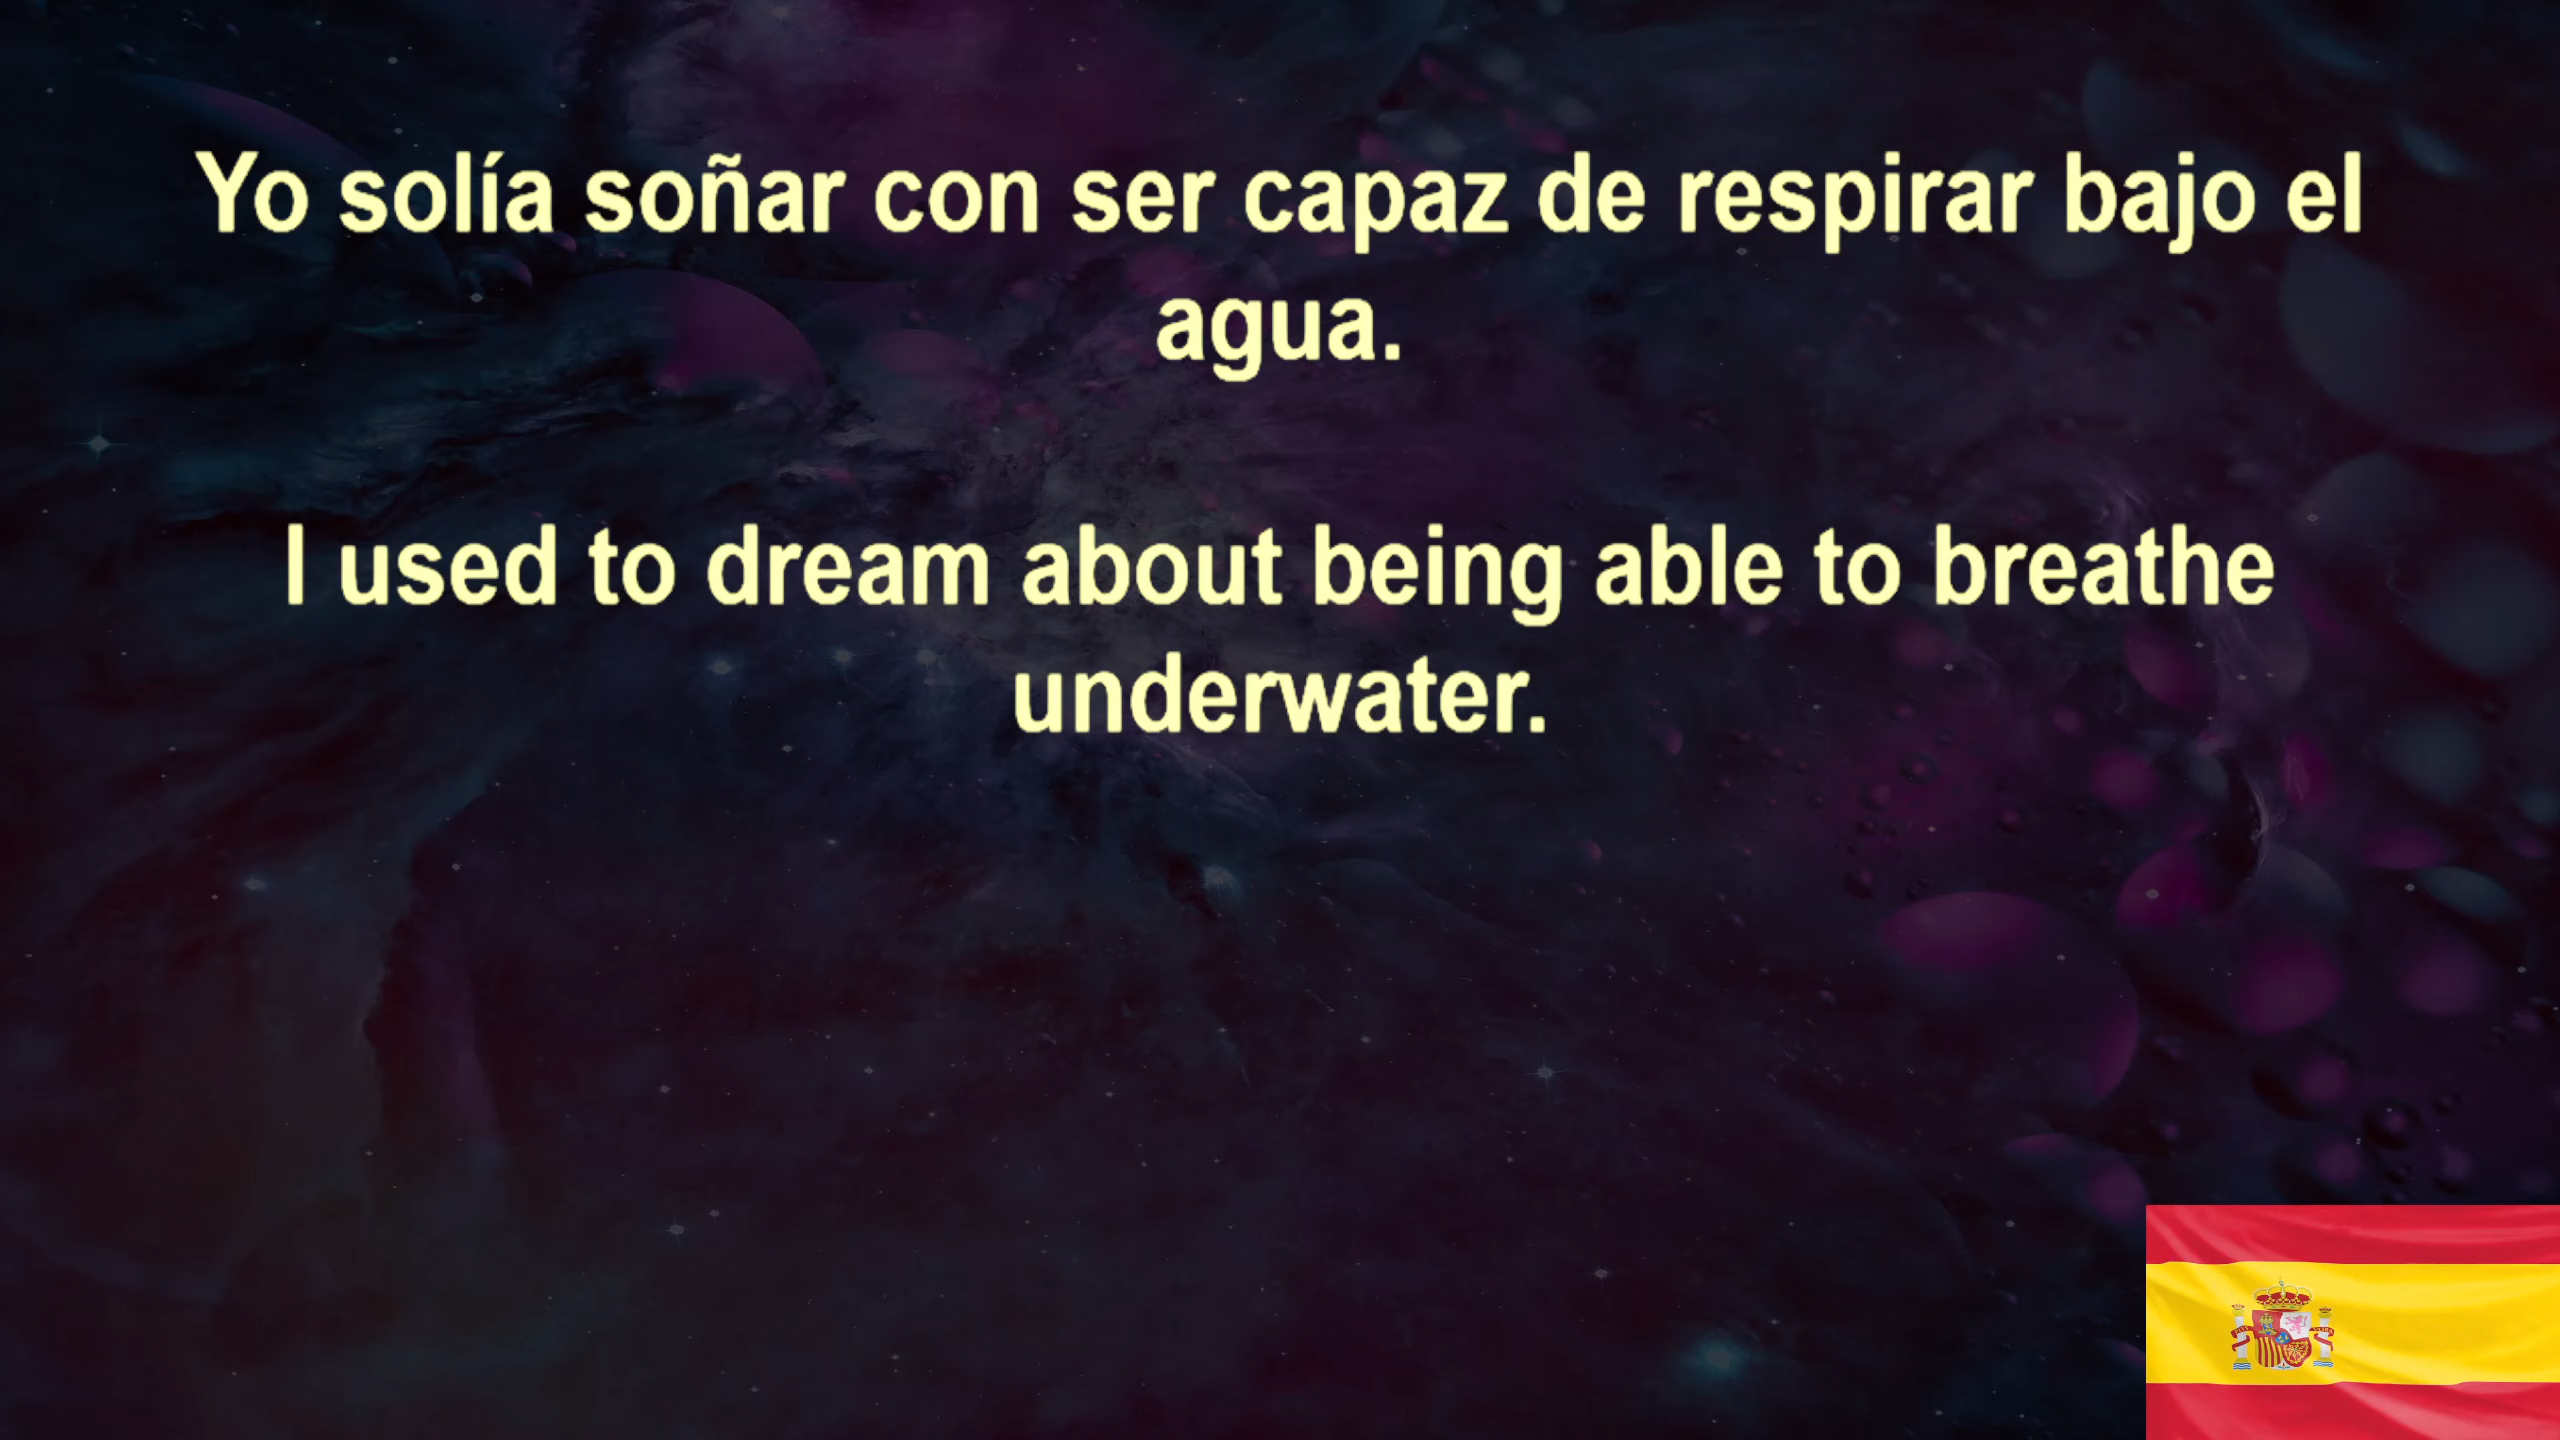 Yo solía soñar con ser capaz de respirar bajo el
agua.
I used to dream about being able to breathe
underwater.